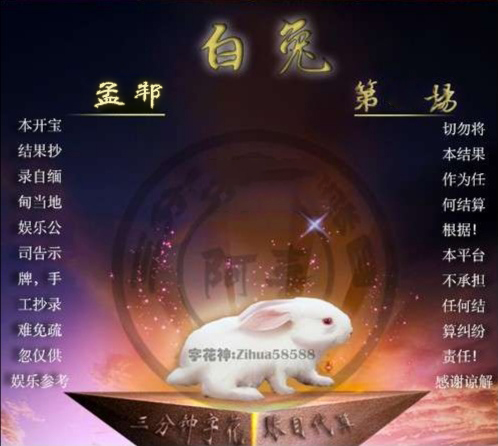 白兔
孟邦
第 场
本开宝
结果抄
录自缅
甸当地
娱乐公
司告示
牌，手
工抄录
难免疏
忽仅供
娱乐参考
切勿将
本结果
作为任
何结算
根据！
本平台
不承担
任何结
算纠纷
责任！
感谢谅解
字花神:Zihua58588
三分钟字花 账目代算